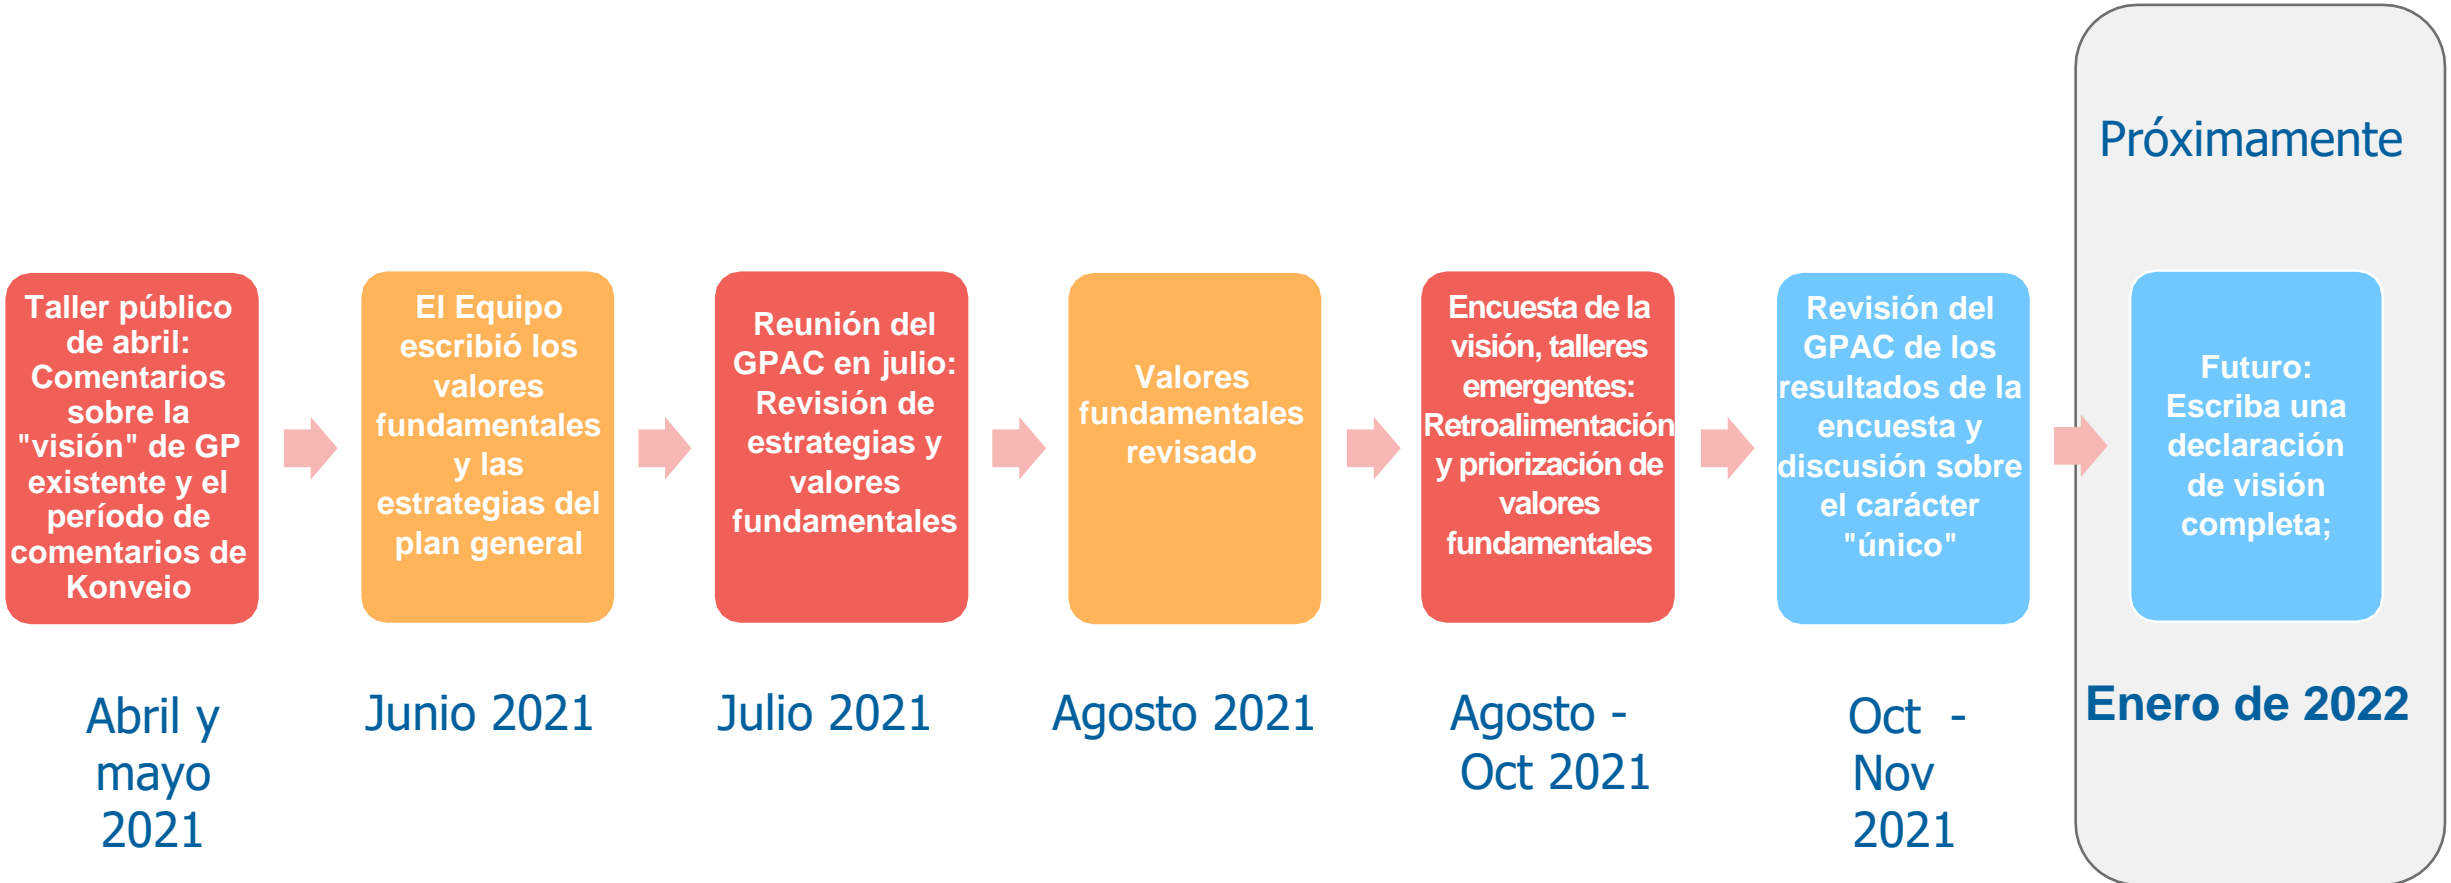 Taller público
de abril:
Comentarios
sobre la
"visión" de GP
existente y el
período de
comentarios de
Konveio
Abril y
mayo
2021
El Equipo
escribió los
valores
fundamentales
y las
estrategias del
plan general
Junio 2021
Reunión del
GPAC en julio:
Revisión de
estrategias y
valores
fundamentales
Julio 2021
Valores
fundamentales
revisado
Agosto 2021
Encuesta de la
visión, talleres
emergentes:
Retroalimentación
y priorización de
valores
fundamentales
Agosto -
Oct 2021
Revisión del
GPAC de los
resultados de la
encuesta y
discusión sobre
el carácter
"único"
Oct -
Nov
2021
Próximamente
Futuro:
Escriba una
declaración
de visión
completa;
Enero de 2022